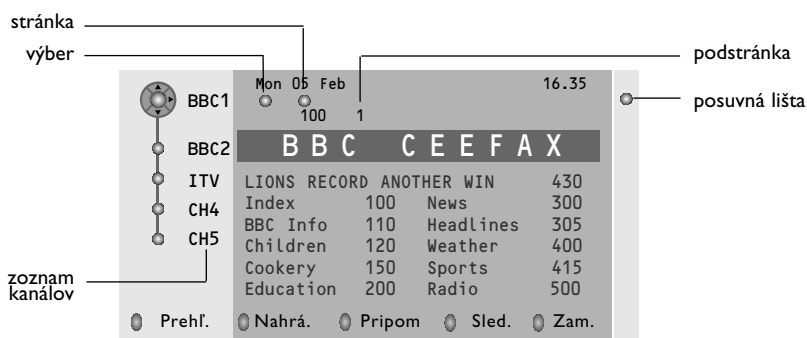 stránka
výber
podstránka
posuvná lišta
Mon 05 Feb 16.35
BBC1
100 1
BBC2 BBC CEEFAX
ITV LIONS RECORD ANOTHER WIN 430
Index 100 News 300
CH4 BBC Info 110 Headlines 305
CH5 Children 120 Weather 400
Cookery 150 Sports 415
Education 200 Radio 500
zoznam
kanálov
Prehľ. Nahrá. Pripom Sled. Zam.